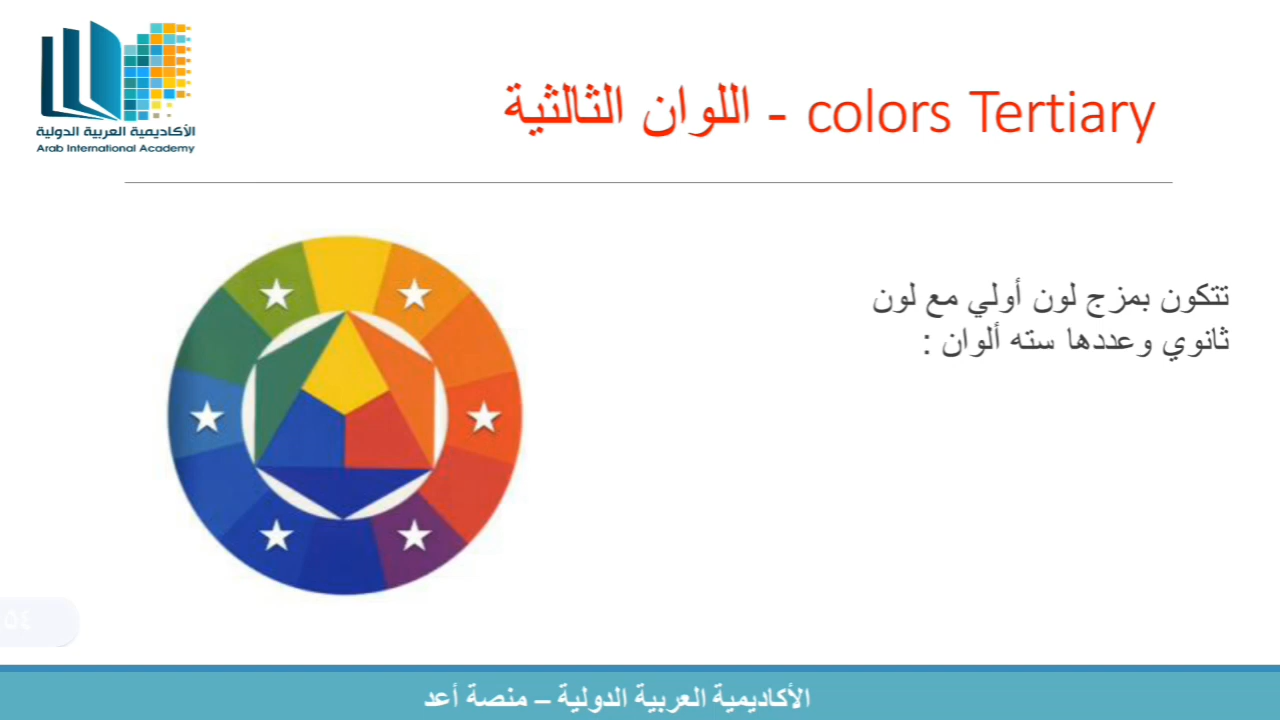 الأكاديمية العربية الدولية
Arab International Academy
اللوان الثالثية - colors Tertiary
تتكون بمزج لون أولي مع لون
ثانوي وعددها سته ألوان :
٥٤
الأكاديمية العربية الدولية – منصة أعد